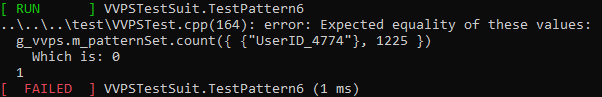 [ RUN      ] VVPSTestSuit.TestPattern6
..\..\..\test\VVPSTest.cpp(164): error: Expected equality of these values:
  g_vvps.m_patternSet.count({ {"UserID_4774"}, 1225 })
    Which is: 0
  1
[  FAILED  ] VVPSTestSuit.TestPattern6 (1 ms)